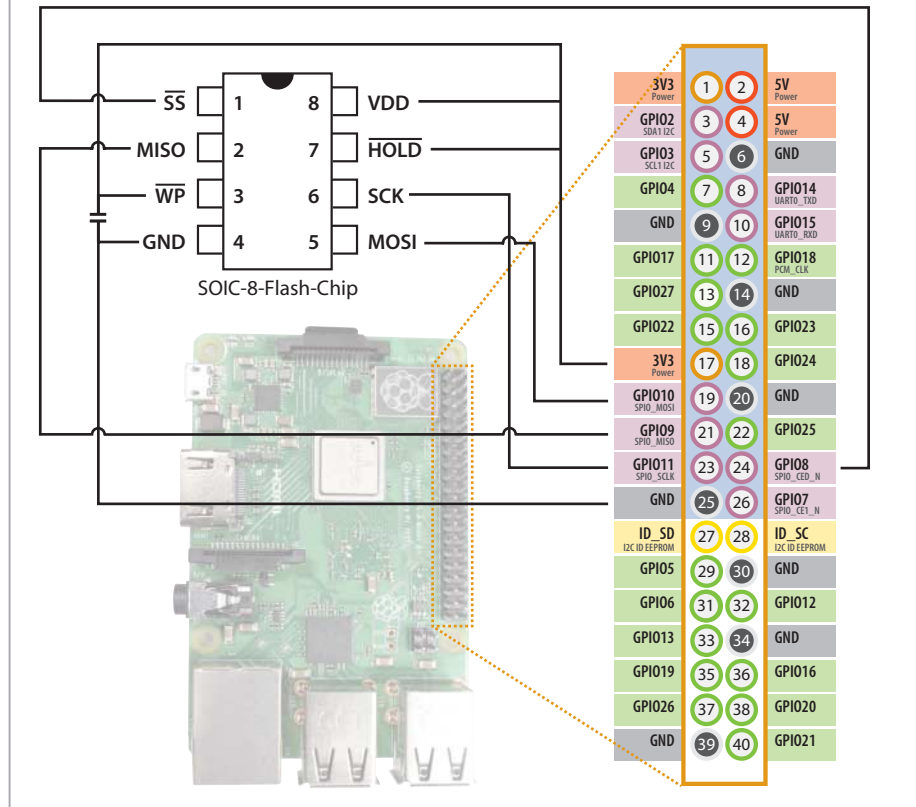 SS
MISO
WP
GND
1
2
3
4
8
7
6
5
VDD
HOLD
SCK
MOSI
SOIC-8-Flash-Chip
3V3
Power
1
2
5V
Power
GPIO2
SDA1 I2C
3
4
5V
Power
GPIO3
SCL1 I2C
5
6
GND
GPIO4
7
8
GPIO14
UART0_TXD
GND
9
10
GPIO15
UART0_RXD
GPIO17
11
12
GPIO18
PCM_CLK
GPIO27
13
14
GND
GPIO22
15
16
GPIO23
3V3
Power
17
18
GPIO24
GPIO10
SPI0_MOSI
19
20
GND
GPIO9
SPI0_MISO
21
22
GPIO25
GPIO11
SPI0_SCLK
23
24
GPIO8
SPI0_CED_N
GND
25
26
GPIO7
SPI0_CE1_N
ID_SD
I2C ID EEPROM
27
28
ID_SC
I2C ID EEPROM
GPIO5
29
30
GND
GPIO6
31
32
GPIO12
GPIO13
33
34
GND
GPIO19
35
36
GPIO16
GPIO26
37
38
GPIO20
GND
39
40
GPIO21